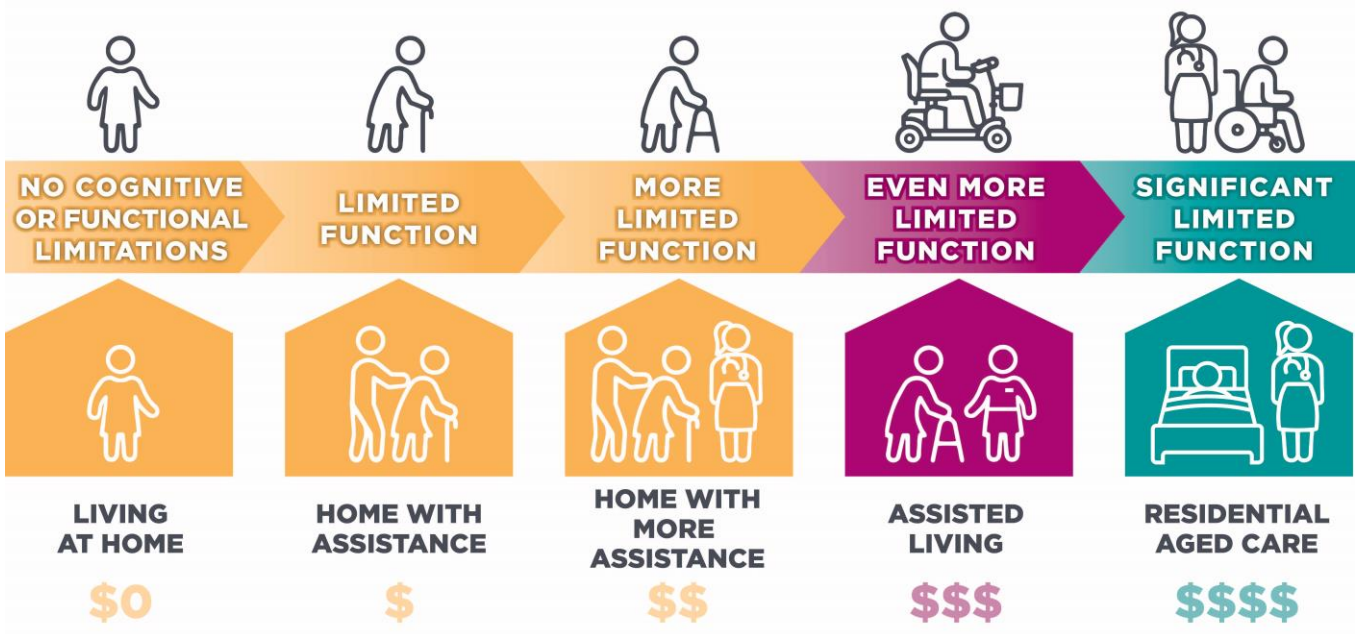 NO COGNITIVE
OR FUNCTIONAL
LIMITATIONS
LIMITED
FUNCTION
MORE
LIMITED
FUNCTION
EVEN MORE
LIMITED
FUNCTION
SIGNIFICANT
LIMITED
FUNCTION
LIVING
AT HOME
$0
HOME WITH
ASSISTANCE
$
HOME WITH
MORE
ASSISTANCE
$$
ASSISTED
LIVING
$$$
RESIDENTIAL
AGED CARE
$$$$